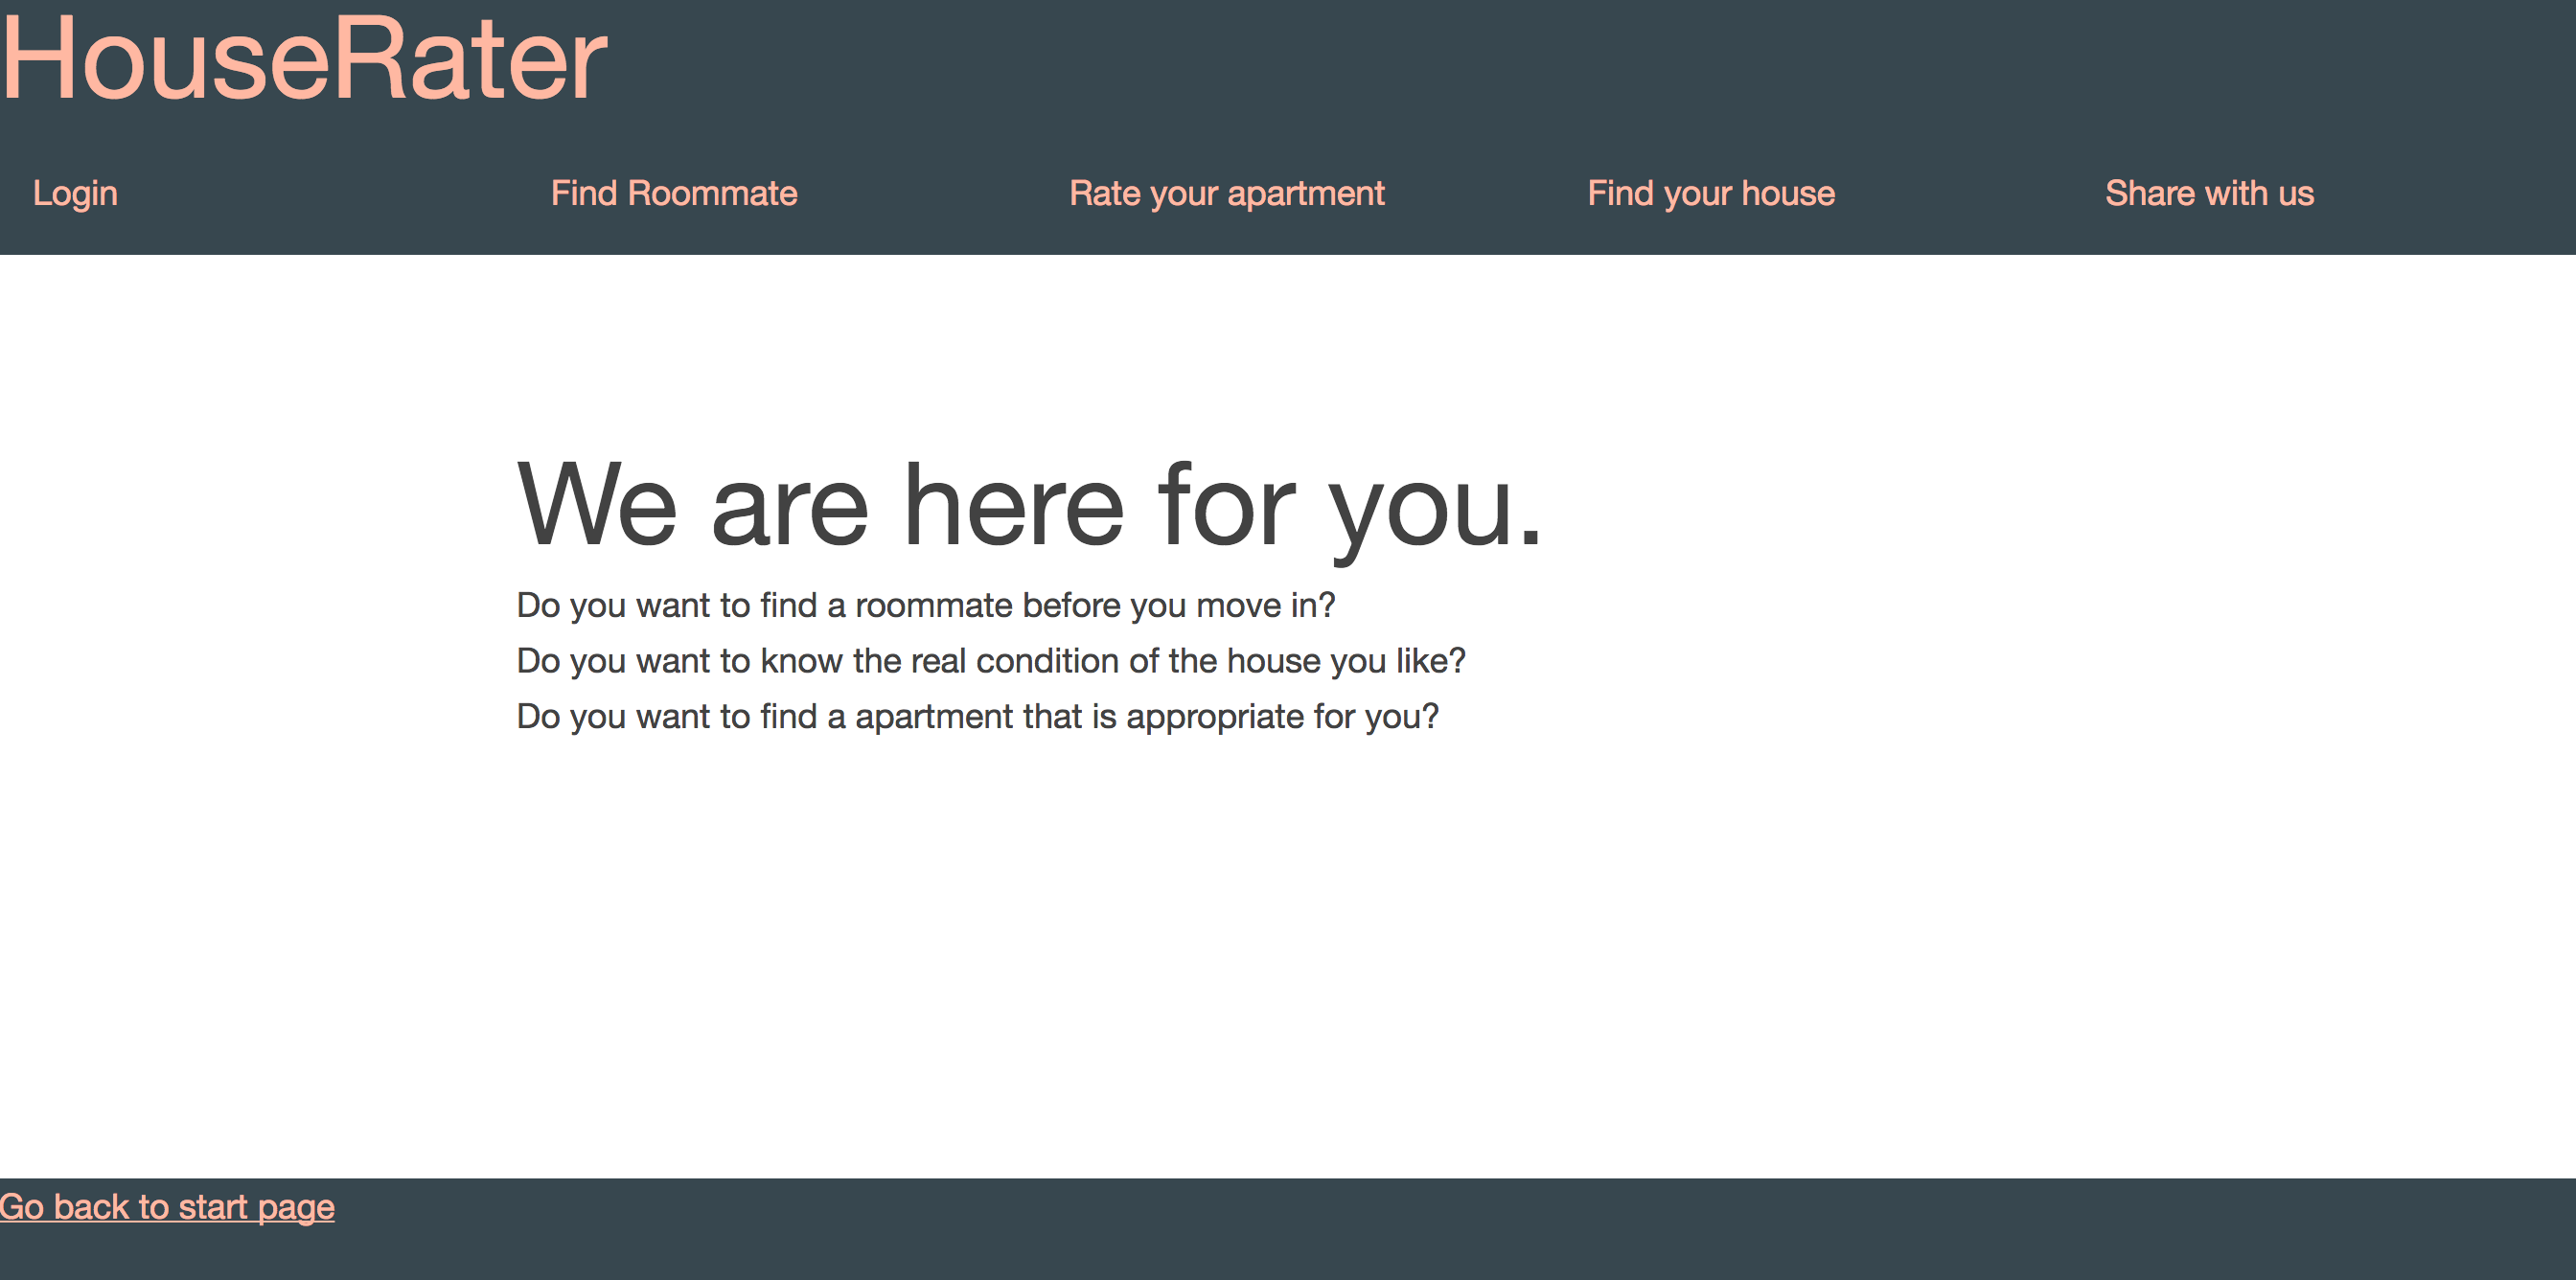 HouseRater
Login Find Roommate Rate your apartment Find your house Share with us
We are here for you.
Do you want to find a roommate before you move in?
Do you want to know the real condition of the house you like?
Do you want to find a apartment that is appropriate for you?
Go back to start page